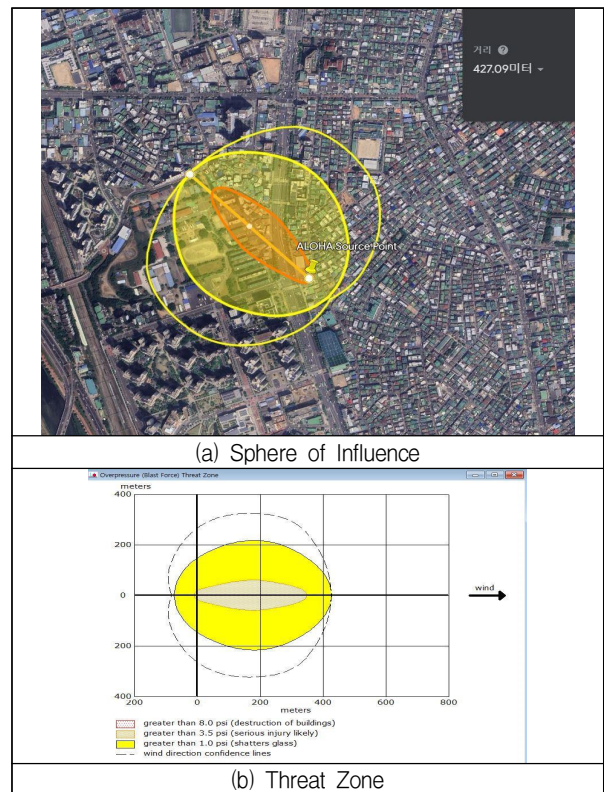 거리 ?
427.09미터
ALOHA Source Point
(a) Sphere of Influence
Overpressure (Blast Force) Threat Zone
meters
400
200
0
200
400
200 0 200 400 600 800
meters
wind
greater than 8.0 psi (destruction of buildings)
greater than 3.5 psi (serious injury likely)
greater than 1.0 psi (shatters glass)
wind direction confidence lines
(b) Threat Zone